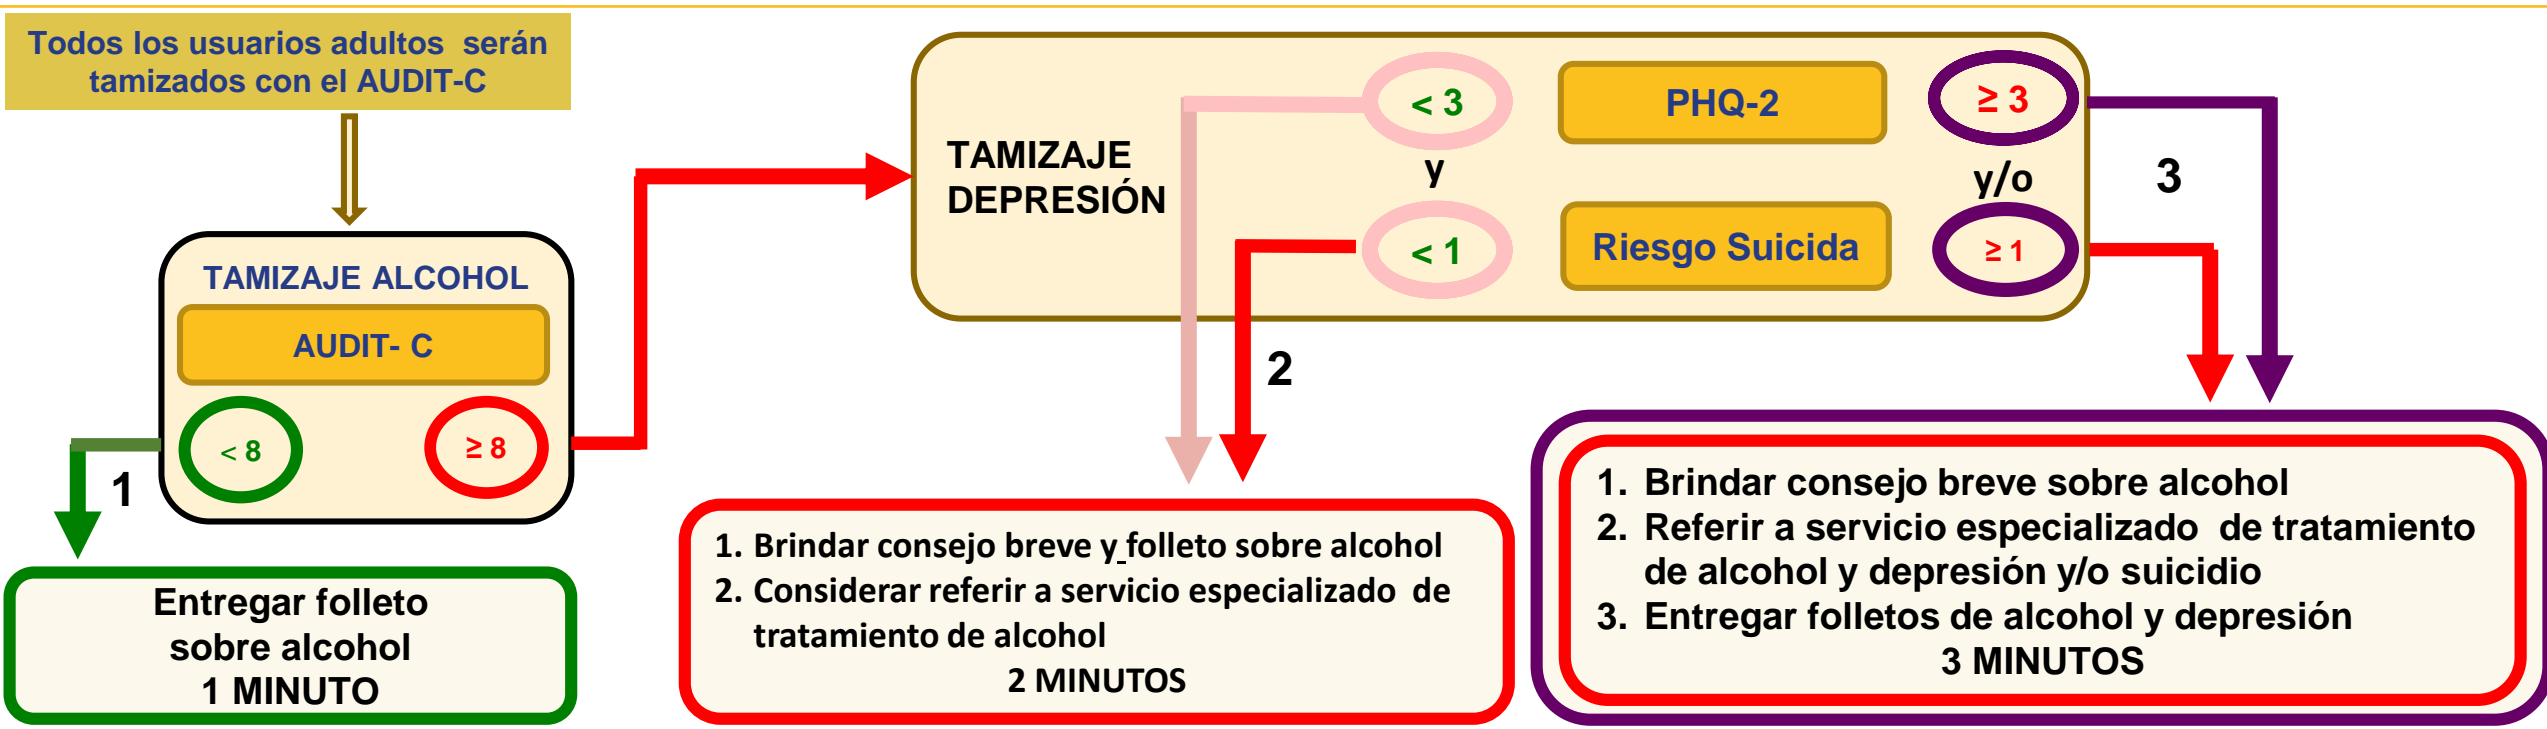 Todos los usuarios adultos serán
tamizados con el AUDIT-C
TAMIZAJE ALCOHOL
AUDIT- C
< 8
≥ 8
1
Entregar folleto
sobre alcohol
1 MINUTO
TAMIZAJE
DEPRESIÓN
< 3
PHQ-2
≥ 3
y
y/o
< 1
Riesgo Suicida
≥ 1
2
3
1. Brindar consejo breve y folleto sobre alcohol
2. Considerar referir a servicio especializado de
tratamiento de alcohol
2 MINUTOS
1. Brindar consejo breve sobre alcohol
2. Referir a servicio especializado de tratamiento
de alcohol y depresión y/o suicidio
3. Entregar folletos de alcohol y depresión
3 MINUTOS